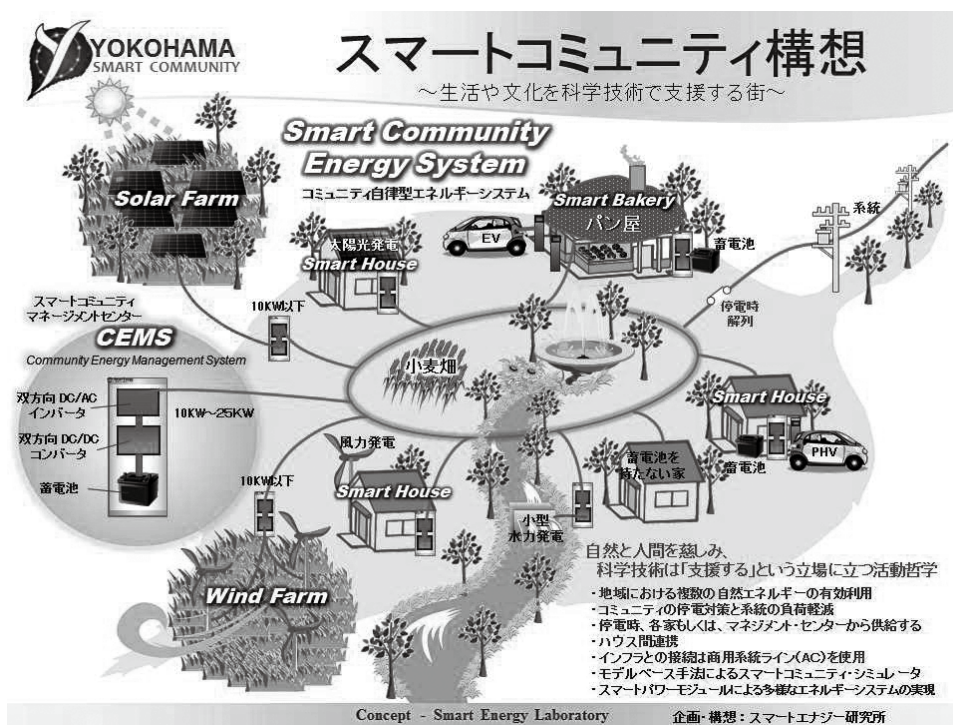 YOKOHAMA
SMART COMMUNITY
スマートコミュニティ構想
～生活や文化を科学技術で支援する街～
Smart Community
Energy System
コミュニティ自律型エネルギーシステム
Solar Farm
太陽光発電
Smart House
EV
Smart Bakery
パン屋
蓄電池
系統
停電時
解列
スマートコミュニティ
マネージメントセンター
CEMS
Community Energy Management System
双方向 DC/AC
インバータ
双方向 DC/DC
コンバータ
蓄電池
10KW～25KW
10KW以下
小麦畑
風力発電
Smart House
10KW以下
Wind Farm
小型
水力発電
蓄電池を
持たない家
Smart House
蓄電池
PHV
自然と人間を慈しみ、
科学技術は「支援する」という立場に立つ活動哲学
・地域における複数の自然エネルギーの有効利用
・コミュニティの停電対策と系統の負荷軽減
・停電時、各家もしくは、マネジメント・センターから供給する
・ハウス間連携
・インフラとの接続は商用系統ライン(AC)を使用
・モデルベース手法によるスマートコミュニティ・シミュレータ
・スマートパワーモジュールによる多様なエネルギーシステムの実現
Concept - Smart Energy Laboratory
企画・構想：スマートエナジー研究所